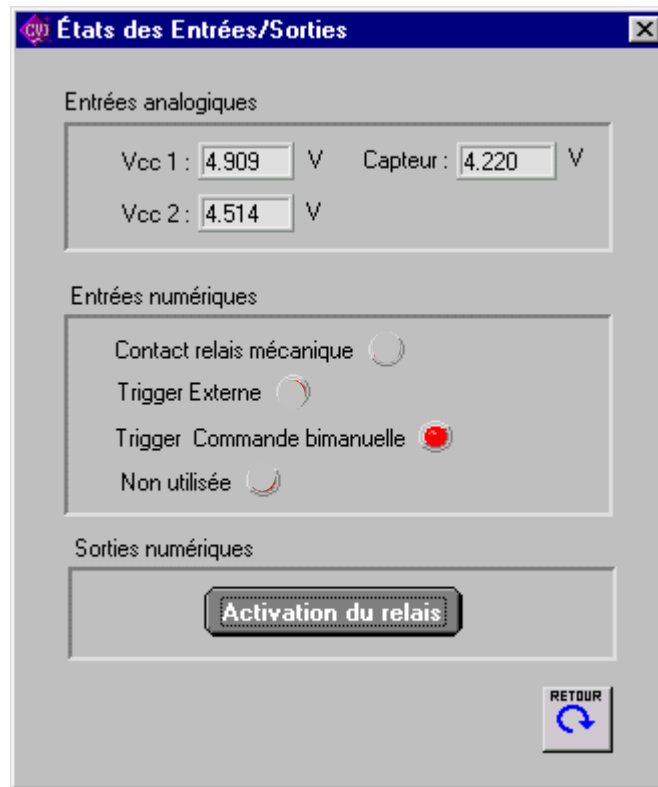 CVI États des Entrées/Sorties
Entrées analogiques
Vcc 1 : 4.909 V Capteur : 4.220 V
Vcc 2 : 4.514 V
Entrées numériques
Contact relais mécanique
Trigger Externe
Trigger Commande bimanuelle
Non utilisée
Sorties numériques
Activation du relais
RETOUR